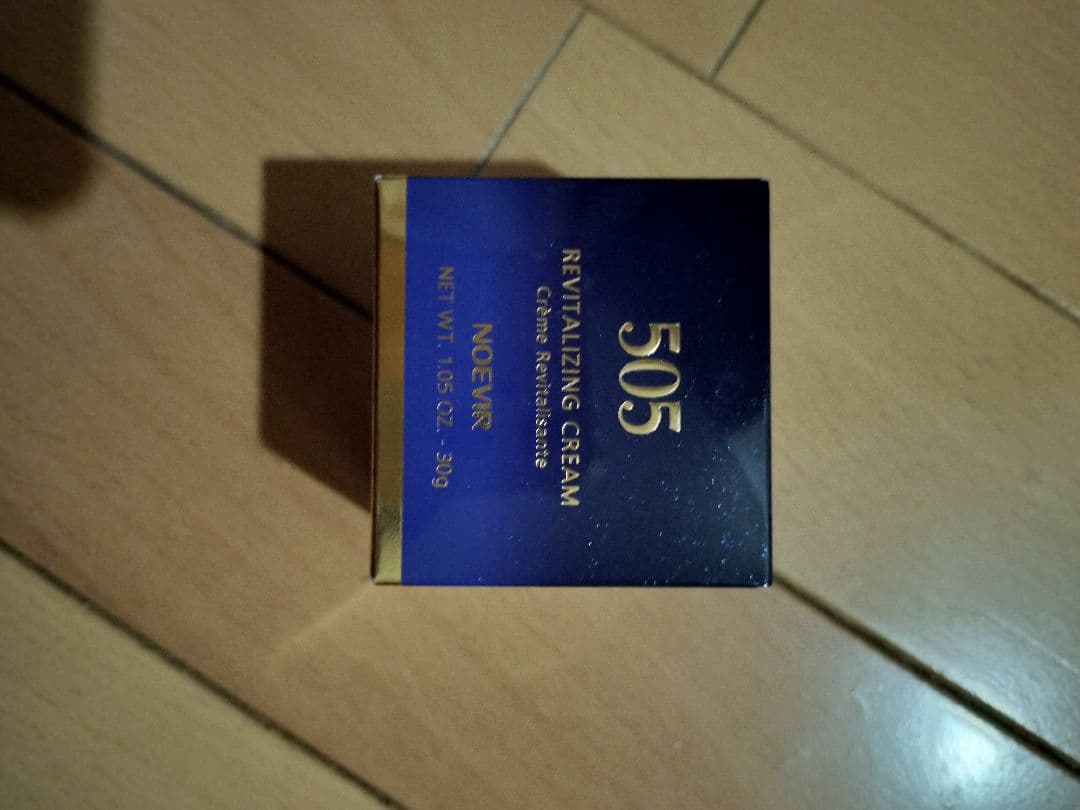 505
REVITALIZING CREAM
Crème Revitalisante
NOEVIR
NET WT. 1.05 OZ. - 30g